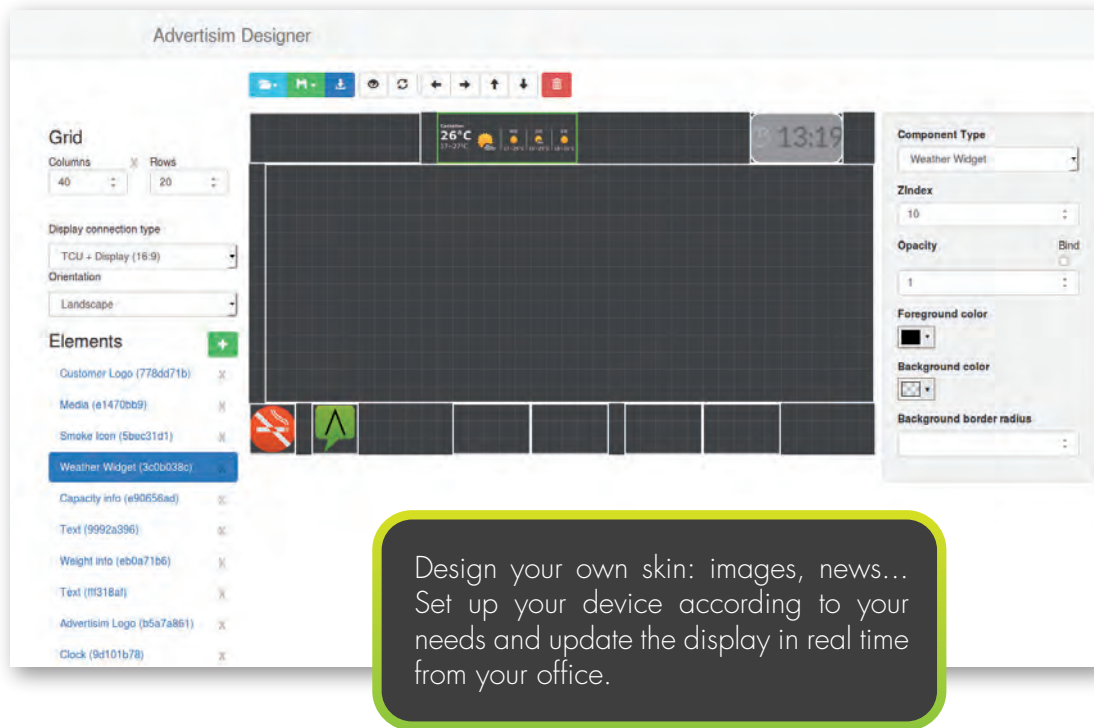 Advertisim Designer
Grid
Columns X Rows
40 20
Display connection type
TCU + Display (16:9)
Orientation
Landscape
Elements
Customer Logo (778dd71b) X
Media (e1470bb9) X
Smoke Icon (5bec31d1) X
Weather Widget (3c0b038c) X
Capacity info (e90656ad) X
Text (9992a396) X
Weight info (eb0a71b6) X
Text (fff318af) X
Advertisim Logo (b5a7a861) X
Clock (9d101b78) X
26°C
17~27°C
13:19
Component Type
Weather Widget
ZIndex
10
Opacity Bind
1
Foreground color
Background color
Background border radius
Design your own skin: images, news...
Set up your device according to your
needs and update the display in real time
from your office.